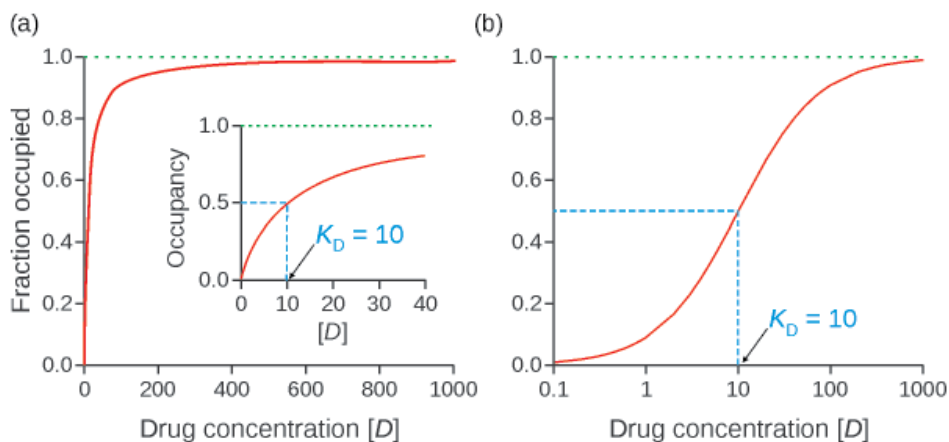 (a)
Fraction occupied
1.0
0.8
0.6
0.4
0.2
0.0
0 200 400 600 800 1000
Drug concentration [D]
Occupancy
1.0
0.5
0.0
K_D = 10
0 10 20 30 40
[D]
(b)
1.0
0.8
0.6
0.4
0.2
0.0
K_D = 10
0.1 1 10 100 1000
Drug concentration [D]